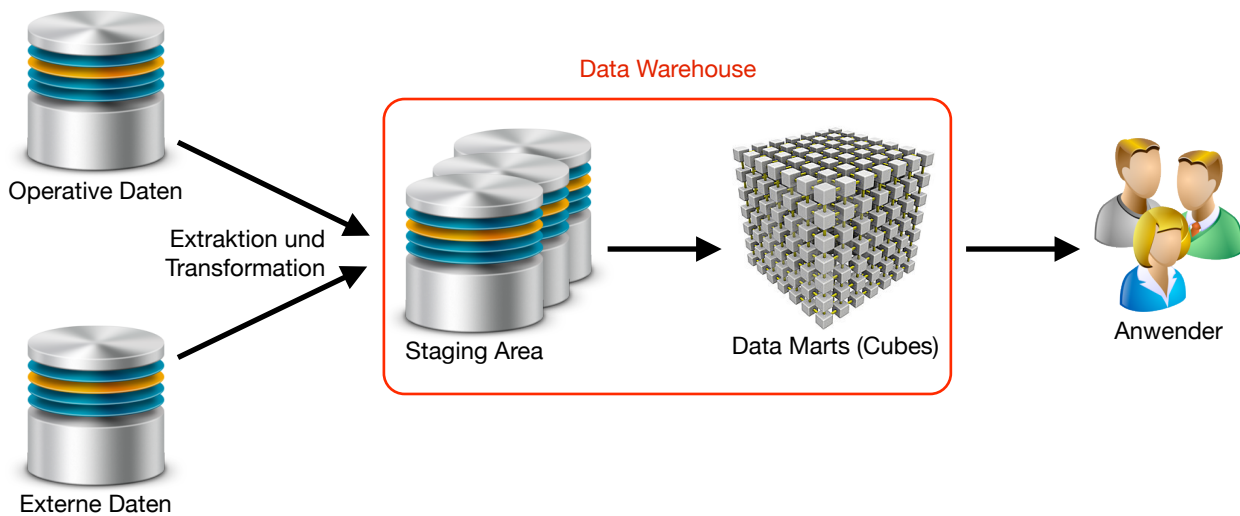 Data Warehouse
Operative Daten
Extraktion und
Transformation
Staging Area
Data Marts (Cubes)
Anwender
Externe Daten